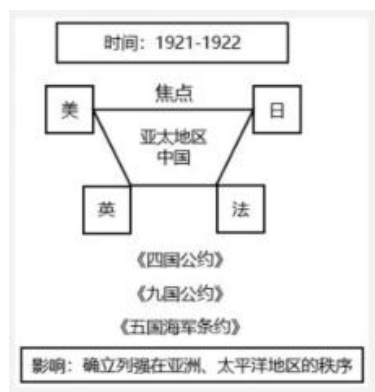 时间：1921-1922
焦点
美
日
亚太地区
中国
英
法
《四国公约》
《九国公约》
《五国海军条约》
影响：确立列强在亚洲、太平洋地区的秩序